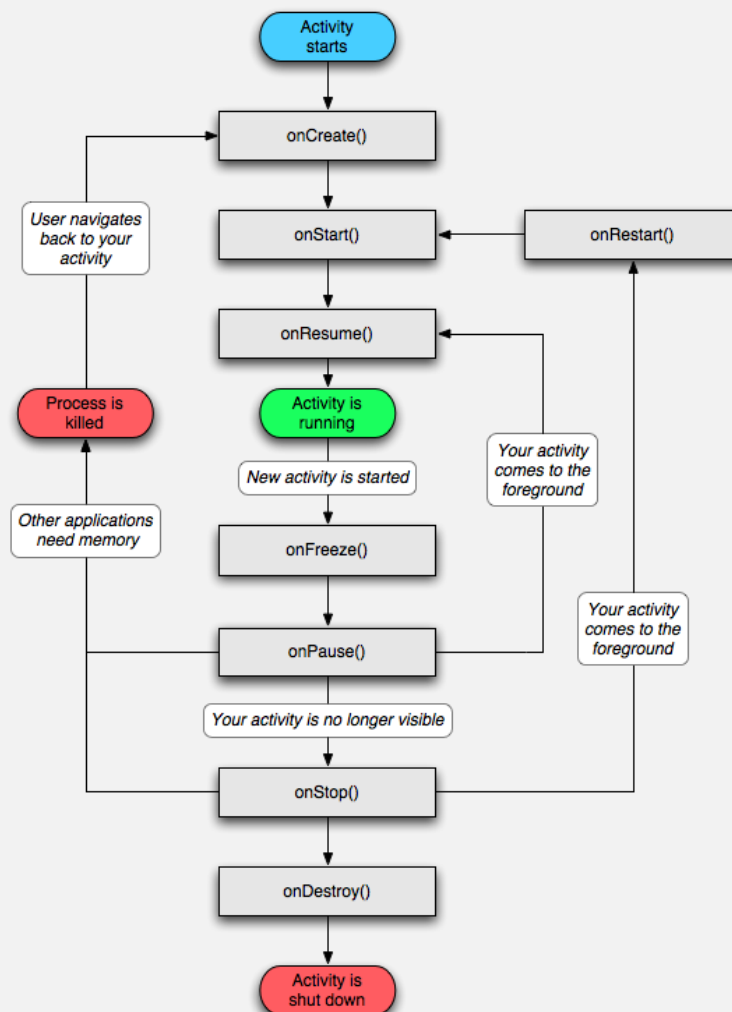 Activity
starts
onCreate()
User navigates
back to your
activity
onStart()
onRestart()
onResume()
Process is
killed
Activity is
running
Your activity
comes to the
foreground
New activity is started
Other applications
need memory
onFreeze()
Your activity
comes to the
foreground
onPause()
Your activity is no longer visible
onStop()
onDestroy()
Activity is
shut down